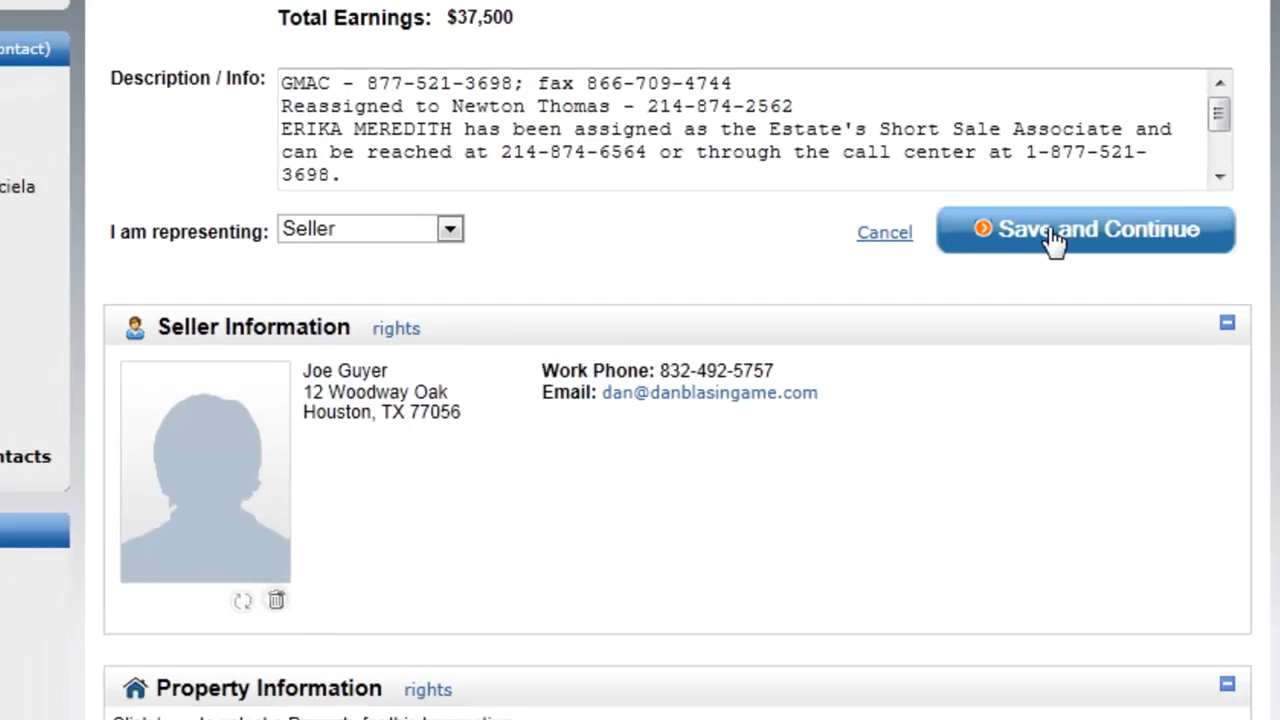 Total Earnings: $37,500
ontact)
Description / Info:
GMAC - 877-521-3698; fax 866-709-4744
Reassigned to Newton Thomas - 214-874-2562
ERIKA MEREDITH has been assigned as the Estate's Short Sale Associate and
can be reached at 214-874-6564 or through the call center at 1-877-521-
3698.
ciela
I am representing: Seller
Cancel
Save and Continue
Seller Information rights
Joe Guyer
12 Woodway Oak
Houston, TX 77056
Work Phone: 832-492-5757
Email: dan@danblasingame.com
ntacts
Property Information rights